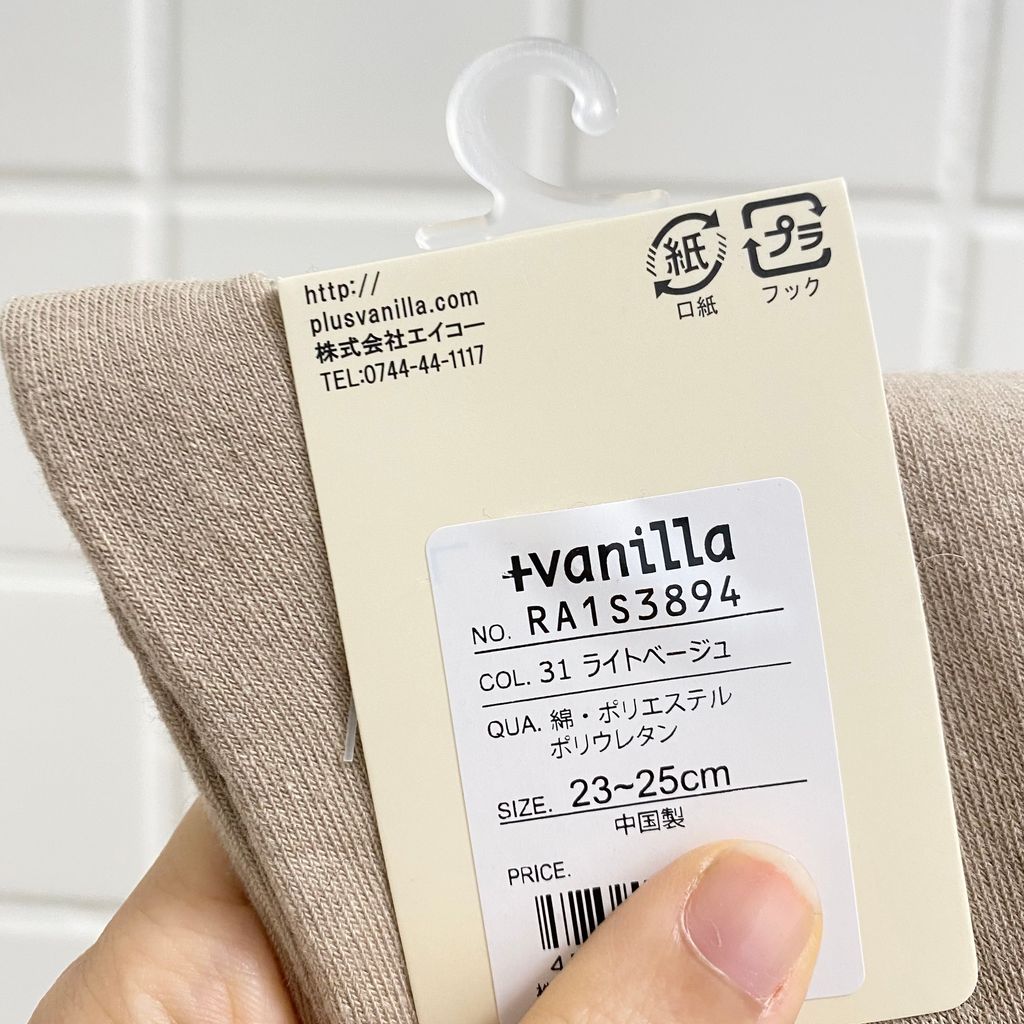 http://
plusvanilla.com
株式会社エイコー
TEL:0744-44-1117
紙
口紙
プラ
フック
+vanilla
NO. RA1S3894
COL. 31 ライトベージュ
QUA. 綿・ポリエステル
ポリウレタン
SIZE. 23~25cm
中国製
PRICE.